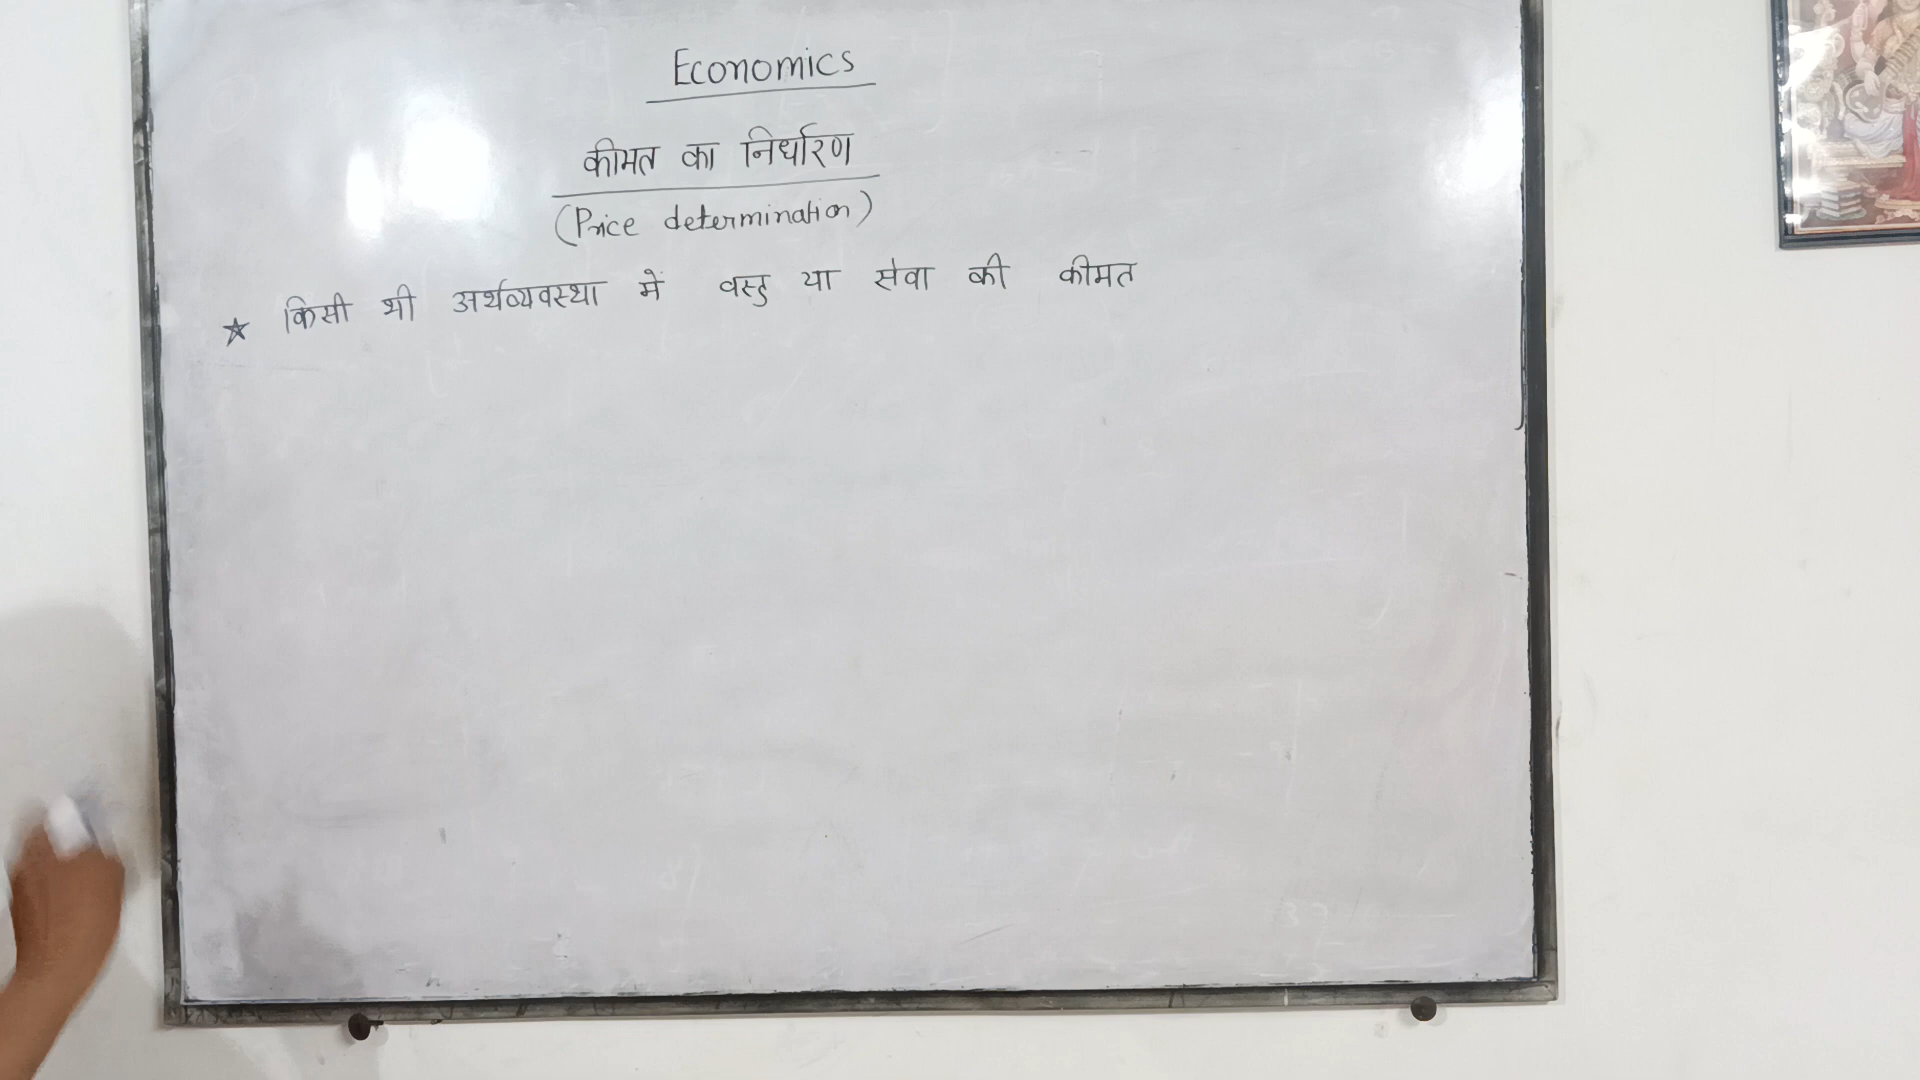 Economics
कीमत का निर्धारण
(Price determination)
★ किसी भी अर्थव्यवस्था में वस्तु या सेवा की कीमत